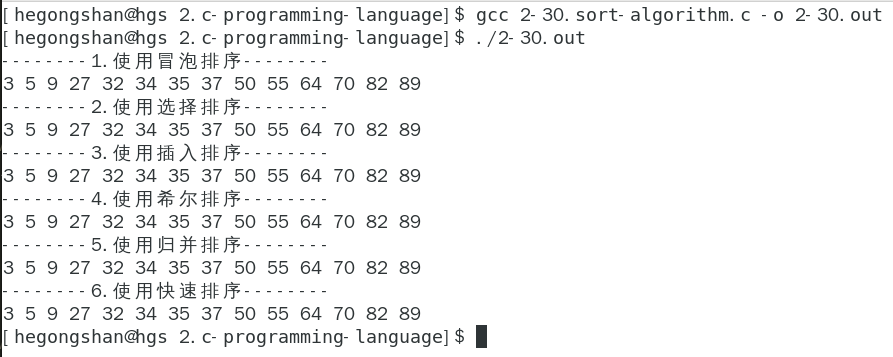 [hegongshan@hgs 2.c-programming-language]$ gcc 2-30.sort-algorithm.c -o 2-30.out
[hegongshan@hgs 2.c-programming-language]$ ./2-30.out
--------1.使用冒泡排序--------
3 5 9 27 32 34 35 37 50 55 64 70 82 89
--------2.使用选择排序--------
3 5 9 27 32 34 35 37 50 55 64 70 82 89
--------3.使用插入排序--------
3 5 9 27 32 34 35 37 50 55 64 70 82 89
--------4.使用希尔排序--------
3 5 9 27 32 34 35 37 50 55 64 70 82 89
--------5.使用归并排序--------
3 5 9 27 32 34 35 37 50 55 64 70 82 89
--------6.使用快速排序--------
3 5 9 27 32 34 35 37 50 55 64 70 82 89
[hegongshan@hgs 2.c-programming-language]$